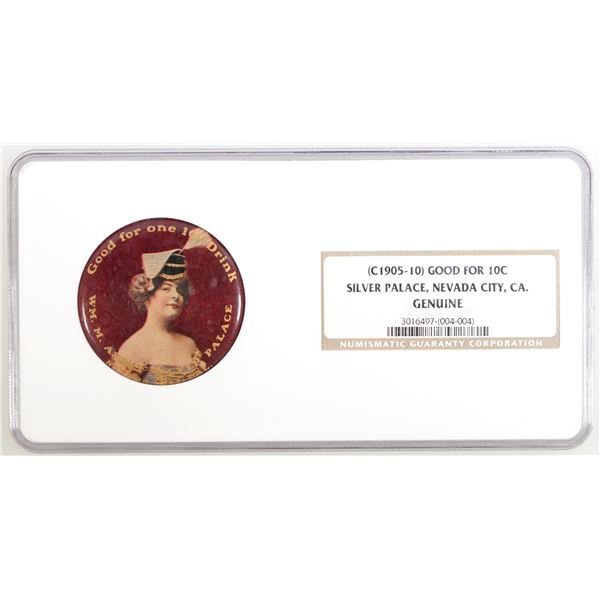 Good for one 10¢ Drink
WM. M. A
PALACE
(C1905-10) GOOD FOR 10C
SILVER PALACE, NEVADA CITY, CA.
GENUINE
3016497-(004-004)
NUMISMATIC GUARANTY CORPORATION